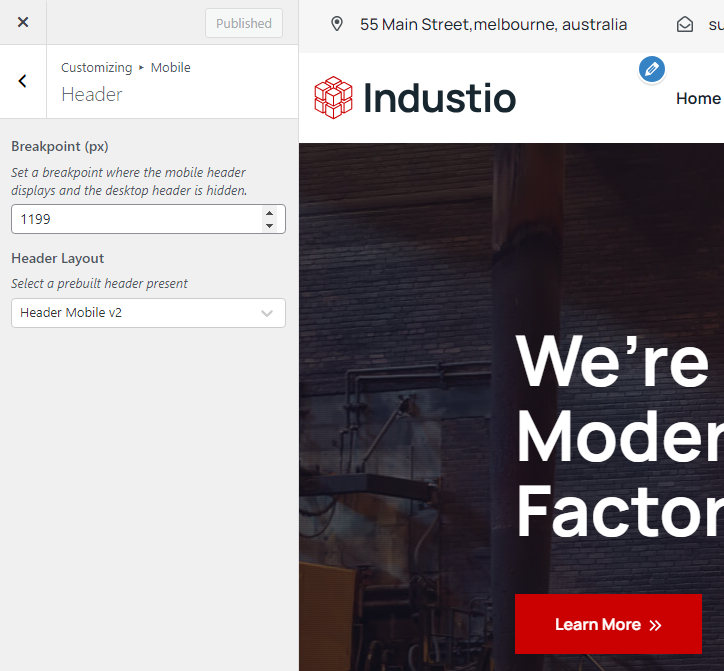 Published
Customizing ▸ Mobile
Header
Breakpoint (px)
Set a breakpoint where the mobile header
displays and the desktop header is hidden.
1199
Header Layout
Select a prebuilt header present
Header Mobile v2
55 Main Street,melbourne, australia
su
Industio
Home
We’re
Moder
Factor
Learn More »